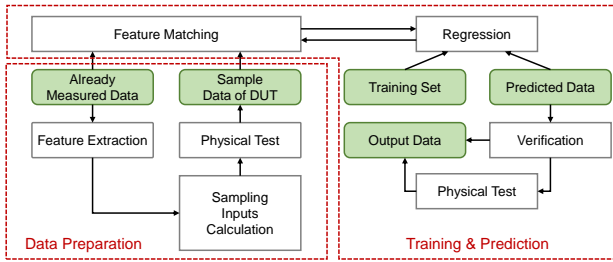 Feature Matching
Regression
Already
Measured Data
Sample
Data of DUT
Training Set
Predicted Data
Feature Extraction
Physical Test
Output Data
Verification
Sampling
Inputs
Calculation
Physical Test
Data Preparation
Training & Prediction